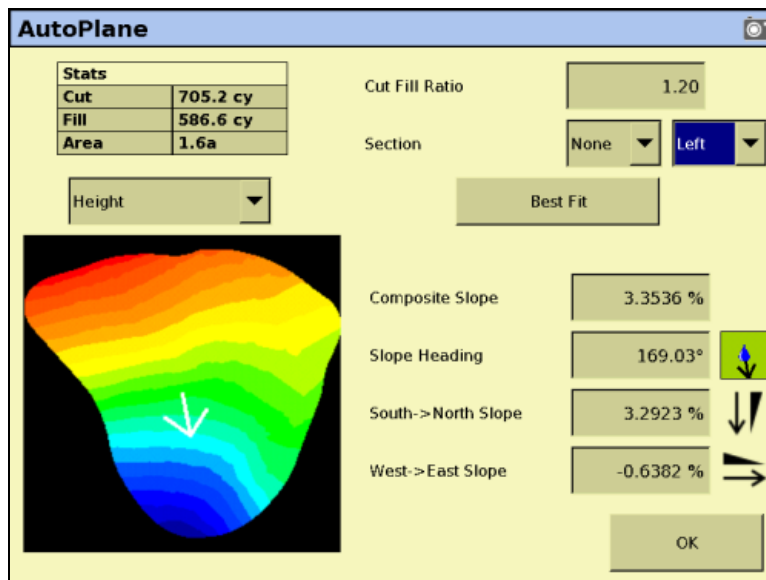 AutoPlane
Stats
Cut 705.2 cy
Fill 586.6 cy
Area 1.6a
Cut Fill Ratio 1.20
Section None Left
Height
Best Fit
Composite Slope 3.3536 %
Slope Heading 169.03°
South->North Slope 3.2923 %
West->East Slope -0.6382 %
OK